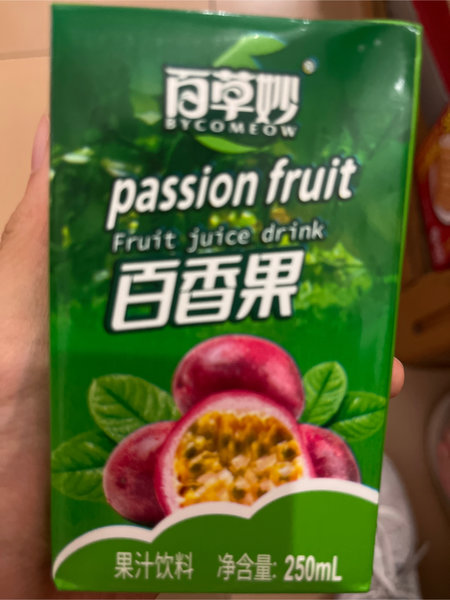 百草妙®
BYCOMEOW
passion fruit
Fruit juice drink
百香果
果汁饮料 净含量: 250mL